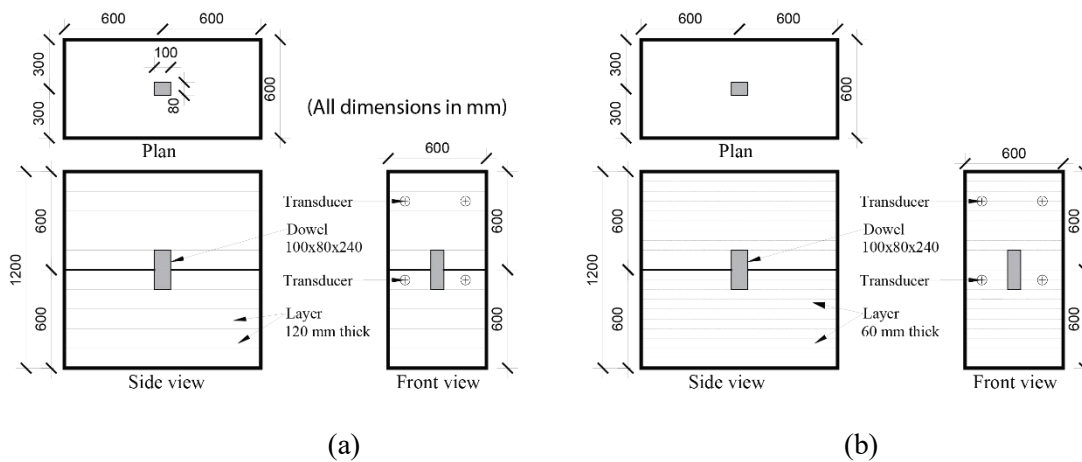 600 600
300
300
100
80
600
Plan
(All dimensions in mm)
600
1200
600
600
Transducer
Dowel
100x80x240
Transducer
Layer
120 mm thick
600
600
600
Side view
Front view
(a)
600 600
300
300
600
Plan
600
1200
600
600
Transducer
Dowel
100x80x240
Transducer
Layer
60 mm thick
600
600
Side view
Front view
(b)